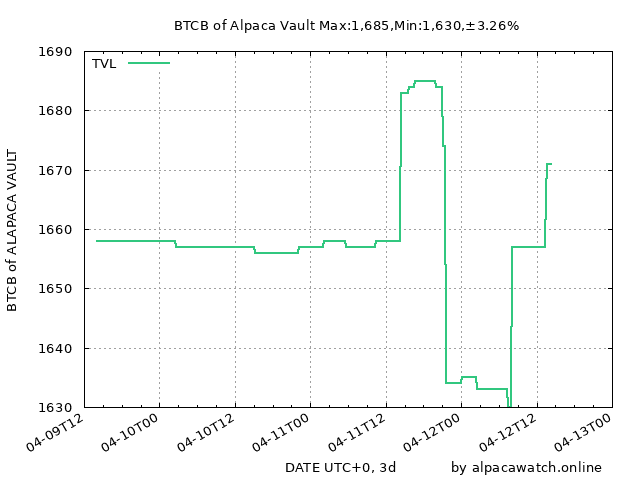 BTCB of Alpaca Vault Max:1,685,Min:1,630,±3.26%
TVL
BTCB of ALAPACA VAULT
1690
1680
1670
1660
1650
1640
1630
04-09T12
04-10T00
04-10T12
04-11T00
04-11T12
04-12T00
04-12T12
04-13T00
DATE UTC+0, 3d
by alpacawatch.online